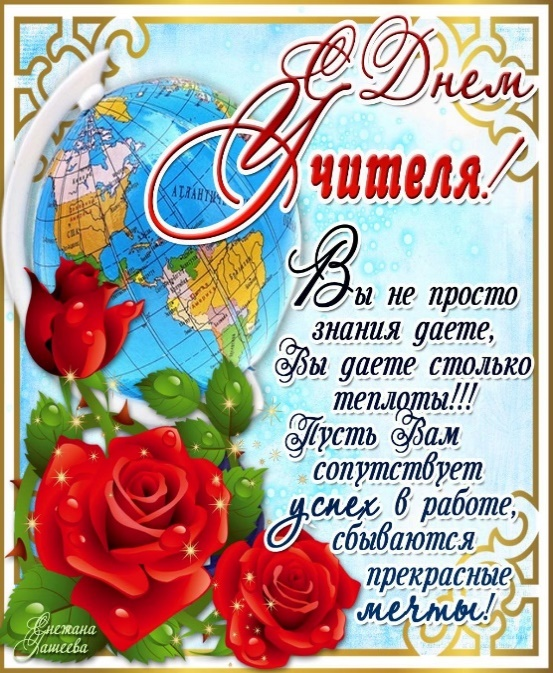 С Днем
Учителя!
АТЛАНТИЧ
Вы не просто
знания даете,
Вы даете столько
теплоты!!!
Пусть Вам
сопутствует
успех в работе,
сбываются
прекрасные
мечты!
Снежана